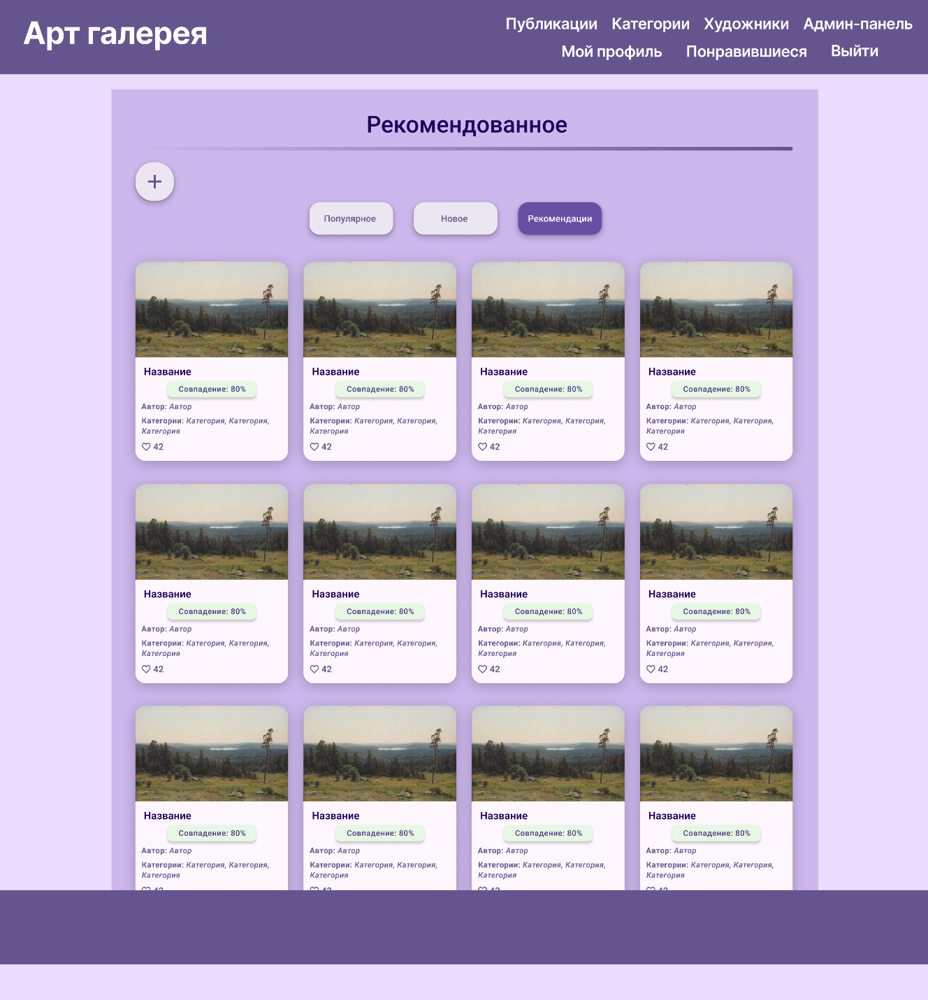 Арт галерея
Публикации Категории Художники Админ-панель
Мой профиль Понравившиеся Выйти
Рекомендованное
+
Популярное Новое Рекомендации
Название Название Название Название
Совпадение: 80% Совпадение: 80% Совпадение: 80% Совпадение: 80%
Автор: Автор Автор: Автор Автор: Автор Автор: Автор
Категории: Категория, Категория, Категории: Категория, Категория, Категории: Категория, Категория, Категории: Категория, Категория,
Категория Категория Категория Категория
42 42 42 42
Название Название Название Название
Совпадение: 80% Совпадение: 80% Совпадение: 80% Совпадение: 80%
Автор: Автор Автор: Автор Автор: Автор Автор: Автор
Категории: Категория, Категория, Категории: Категория, Категория, Категории: Категория, Категория, Категории: Категория, Категория,
Категория Категория Категория Категория
42 42 42 42
Название Название Название Название
Совпадение: 80% Совпадение: 80% Совпадение: 80% Совпадение: 80%
Автор: Автор Автор: Автор Автор: Автор Автор: Автор
Категории: Категория, Категория, Категории: Категория, Категория, Категории: Категория, Категория, Категории: Категория, Категория,
Категория Категория Категория Категория